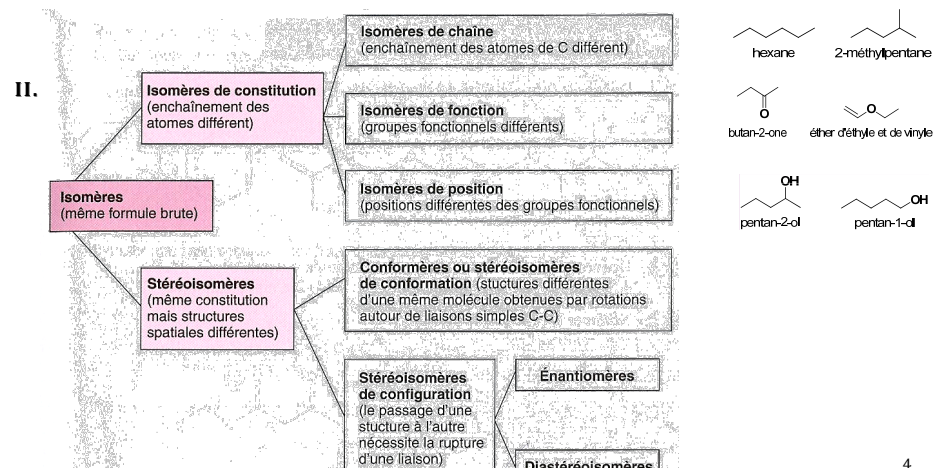 II.
Isomères
(même formule brute)
Isomères de constitution
(enchaînement des
atomes différent)
Isomères de chaîne
(enchaînement des atomes de C différent)
Isomères de fonction
(groupes fonctionnels différents)
Isomères de position
(positions différentes des groupes fonctionnels)
Stéréoisomères
(même constitution
mais structures
spatiales différentes)
Conformères ou stéréoisomères
de conformation (stuctures différentes
d'une même molécule obtenues par rotations
autour de liaisons simples C-C)
Stéréoisomères
de configuration
(le passage d'une
stucture à l'autre
nécessite la rupture
d'une liaison)
Énantiomères
Diastéréoisomères
hexane
2-méthylpentane
O
butan-2-one
O
éther d'éthyle et de vinyle
OH
pentan-2-ol
OH
pentan-1-ol
4